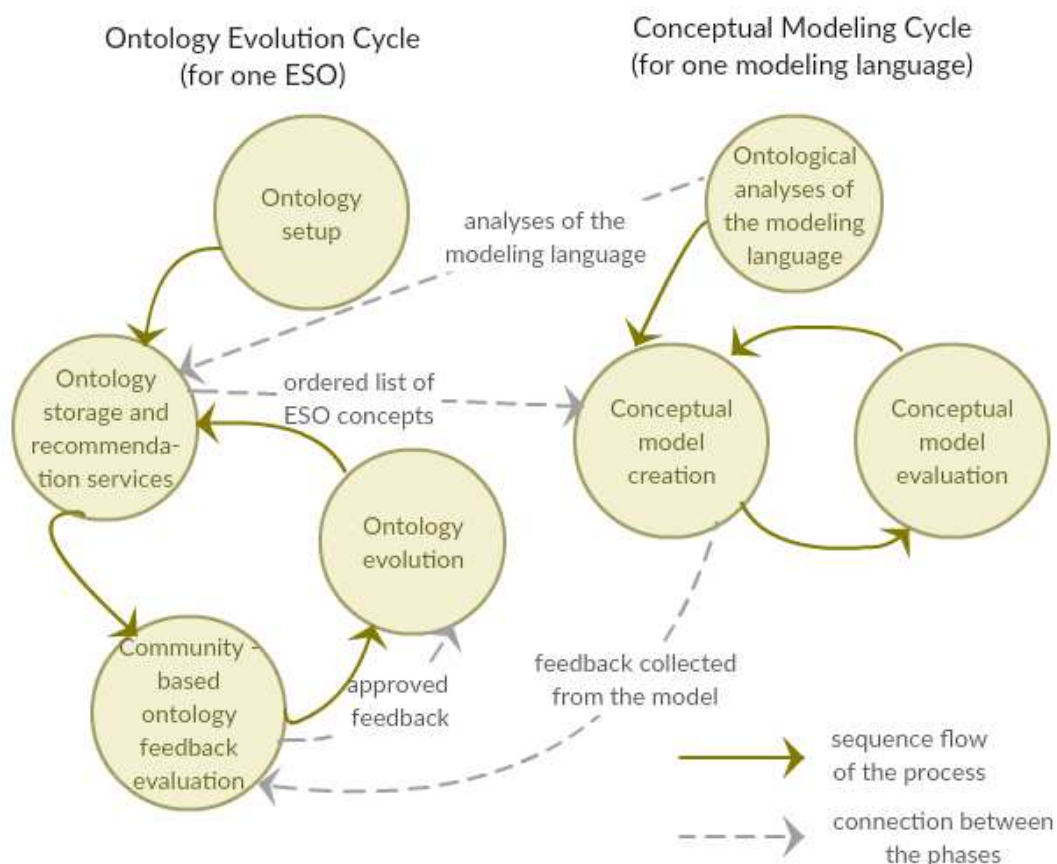 Ontology Evolution Cycle
(for one ESO)
Conceptual Modeling Cycle
(for one modeling language)
Ontology
setup
Ontological
analyses of
the modeling
language
analyses of the
modeling language
Ontology
storage and
recommenda-
tion services
ordered list of
ESO concepts
Conceptual
model
creation
Conceptual
model
evaluation
Ontology
evolution
Community -
based
ontology
feedback
evaluation
approved
feedback
feedback collected
from the model
sequence flow
of the process
connection between
the phases